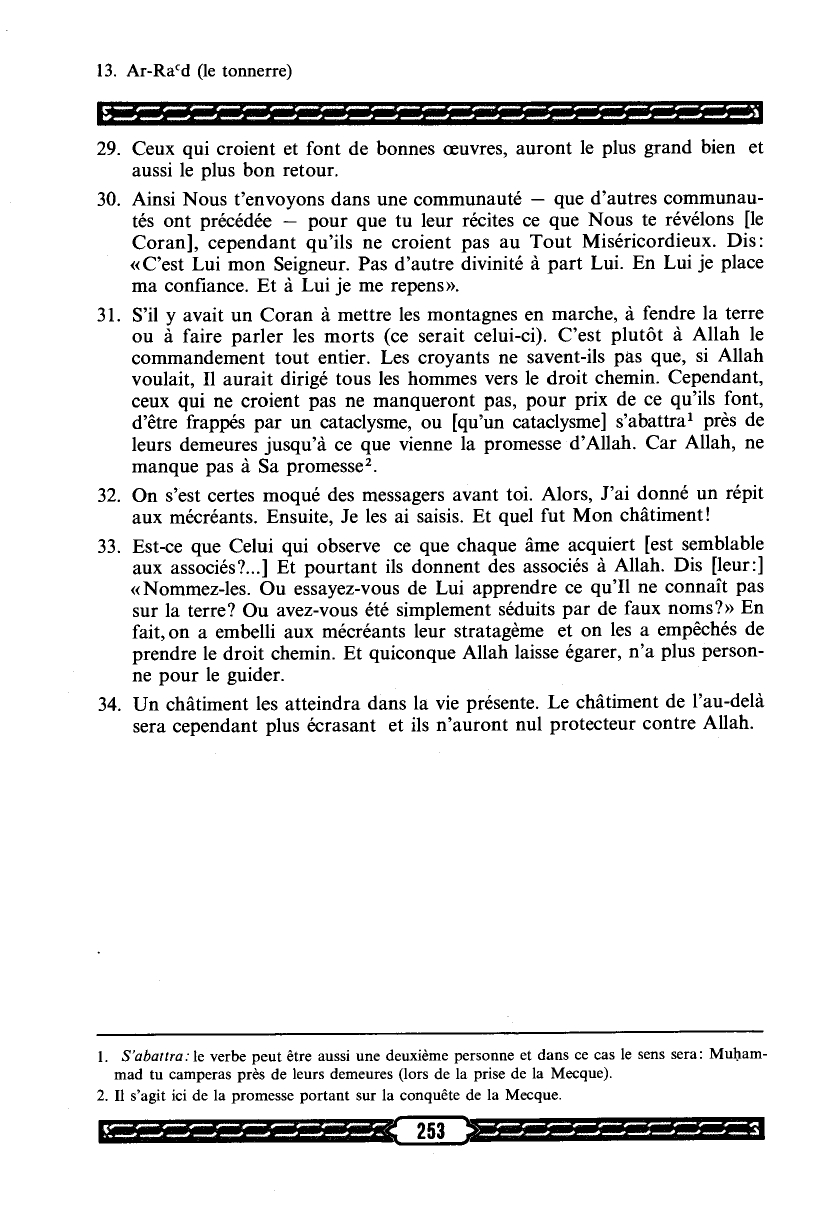 13. Ar-Raᶜd (le tonnerre)
29. Ceux qui croient et font de bonnes œuvres, auront le plus grand bien et
aussi le plus bon retour.
30. Ainsi Nous t'envoyons dans une communauté — que d'autres communau-
tés ont précédée — pour que tu leur récites ce que Nous te révélons [le
Coran], cependant qu'ils ne croient pas au Tout Miséricordieux. Dis:
«C'est Lui mon Seigneur. Pas d'autre divinité à part Lui. En Lui je place
ma confiance. Et à Lui je me repens».
31. S'il y avait un Coran à mettre les montagnes en marche, à fendre la terre
ou à faire parler les morts (ce serait celui-ci). C'est plutôt à Allah le
commandement tout entier. Les croyants ne savent-ils pas que, si Allah
voulait, Il aurait dirigé tous les hommes vers le droit chemin. Cependant,
ceux qui ne croient pas ne manqueront pas, pour prix de ce qu'ils font,
d'être frappés par un cataclysme, ou [qu'un cataclysme] s'abattra¹ près de
leurs demeures jusqu'à ce que vienne la promesse d'Allah. Car Allah, ne
manque pas à Sa promesse².
32. On s'est certes moqué des messagers avant toi. Alors, J'ai donné un répit
aux mécréants. Ensuite, Je les ai saisis. Et quel fut Mon châtiment!
33. Est-ce que Celui qui observe ce que chaque âme acquiert [est semblable
aux associés?...] Et pourtant ils donnent des associés à Allah. Dis [leur:]
«Nommez-les. Ou essayez-vous de Lui apprendre ce qu'Il ne connaît pas
sur la terre? Ou avez-vous été simplement séduits par de faux noms?» En
fait, on a embelli aux mécréants leur stratagème et on les a empêchés de
prendre le droit chemin. Et quiconque Allah laisse égarer, n'a plus person-
ne pour le guider.
34. Un châtiment les atteindra dans la vie présente. Le châtiment de l'au-delà
sera cependant plus écrasant et ils n'auront nul protecteur contre Allah.
1. S'abattra: le verbe peut être aussi une deuxième personne et dans ce cas le sens sera: Muḥam-
mad tu camperas près de leurs demeures (lors de la prise de la Mecque).
2. Il s'agit ici de la promesse portant sur la conquête de la Mecque.
253